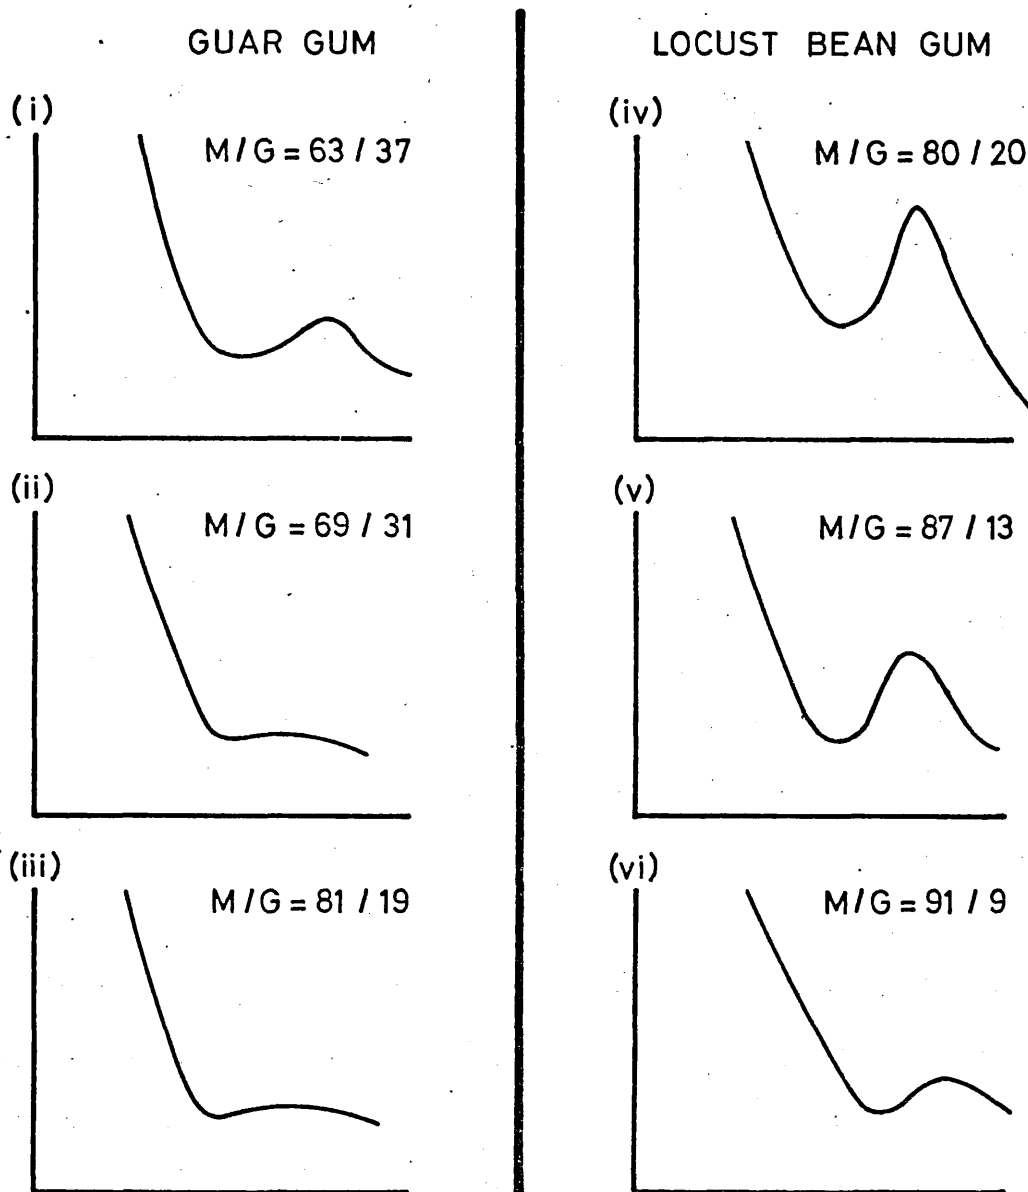 GUAR GUM
(i)
M/G = 63 / 37
(ii)
M/G = 69 / 31
(iii)
M/G = 81 / 19
LOCUST BEAN GUM
(iv)
M/G = 80 / 20
(v)
M/G = 87 / 13
(vi)
M/G = 91 / 9